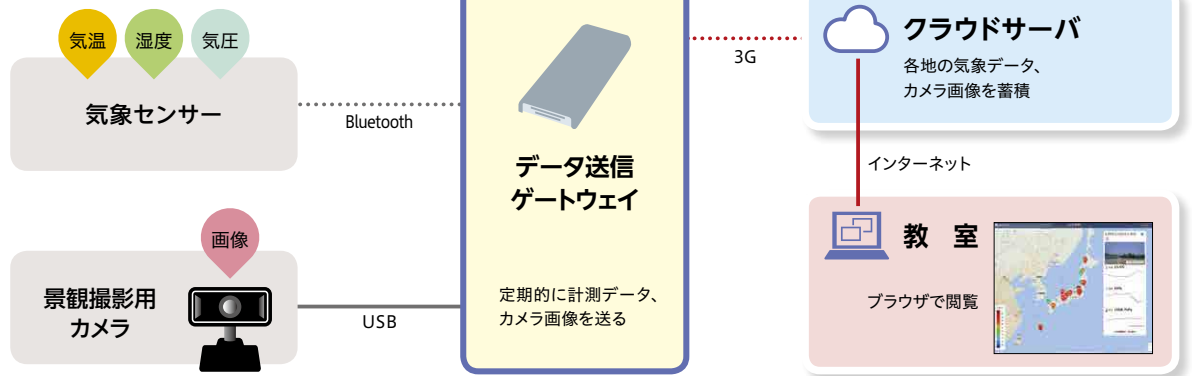 気温
湿度
気圧
気象センサー
Bluetooth
画像
景観撮影用
カメラ
USB
データ送信
ゲートウェイ
定期的に計測データ、
カメラ画像を送る
3G
クラウドサーバ
各地の気象データ、
カメラ画像を蓄積
インターネット
教 室
ブラウザで閲覧